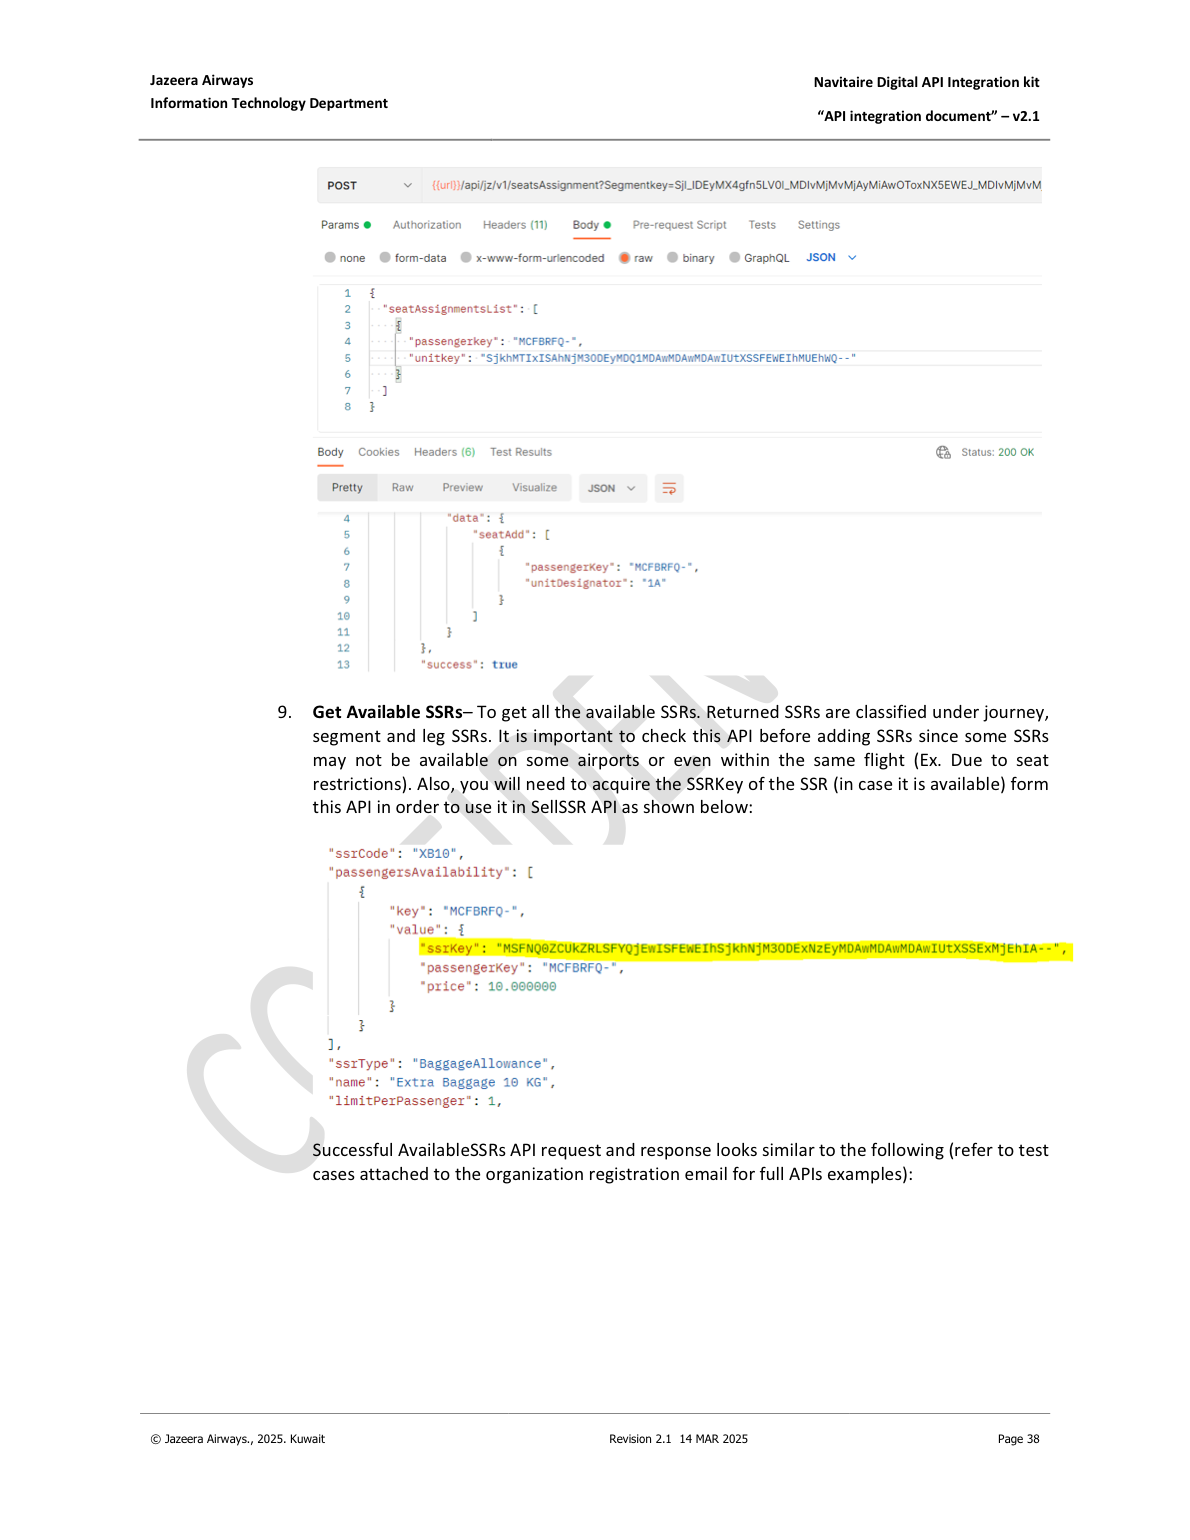 Jazeera Airways
Information Technology Department
Navitaire Digital API Integration kit
“API integration document” – v2.1
POST
{{url}}/api/jz/v1/seatsAssignment?Segmentkey=SjI_IDEyMX4gfn5LV0l_MDIvMjMvMjAyMiAwOToxNX5EWEJ_MDIvMjMvM
Params Authorization Headers (11) Body Pre-request Script Tests Settings
none form-data x-www-form-urlencoded raw binary GraphQL JSON
1 {
2 "seatAssignmentsList": [
3 {
4 "passengerkey": "MCFBRFQ-",
5 "unitkey": "SjkhMTIxISAhNjM3ODEyMDQ1MDAwMDAwMDAwIUtXSSFEWEIhMUEhWQ--"
6 }
7 ]
8 }
Body Cookies Headers (6) Test Results Status: 200 OK
Pretty Raw Preview Visualize JSON
4 "data": {
5 "seatAdd": [
6 {
7 "passengerKey": "MCFBRFQ-",
8 "unitDesignator": "1A"
9 }
10 ]
11 }
12 },
13 "success": true
9. Get Available SSRs– To get all the available SSRs. Returned SSRs are classified under journey,
segment and leg SSRs. It is important to check this API before adding SSRs since some SSRs
may not be available on some airports or even within the same flight (Ex. Due to seat
restrictions). Also, you will need to acquire the SSRKey of the SSR (in case it is available) form
this API in order to use it in SellSSR API as shown below:
"ssrCode": "XB10",
"passengersAvailability": [
{
"key": "MCFBRFQ-",
"value": {
"ssrKey": "MSFNQ0ZCUkZRLSFYQjEwISFEWEIhSjkhNjM3ODExNzEyMDAwMDAwMDAwIUtXSSExMjEhIA--",
"passengerKey": "MCFBRFQ-",
"price": 10.000000
}
}
],
"ssrType": "BaggageAllowance",
"name": "Extra Baggage 10 KG",
"limitPerPassenger": 1,
Successful AvailableSSRs API request and response looks similar to the following (refer to test
cases attached to the organization registration email for full APIs examples):
© Jazeera Airways., 2025. Kuwait
Revision 2.1 14 MAR 2025
Page 38